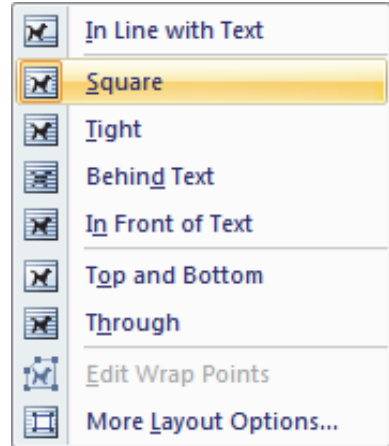 In Line with Text
Square
Tight
Behind Text
In Front of Text
Top and Bottom
Through
Edit Wrap Points
More Layout Options...